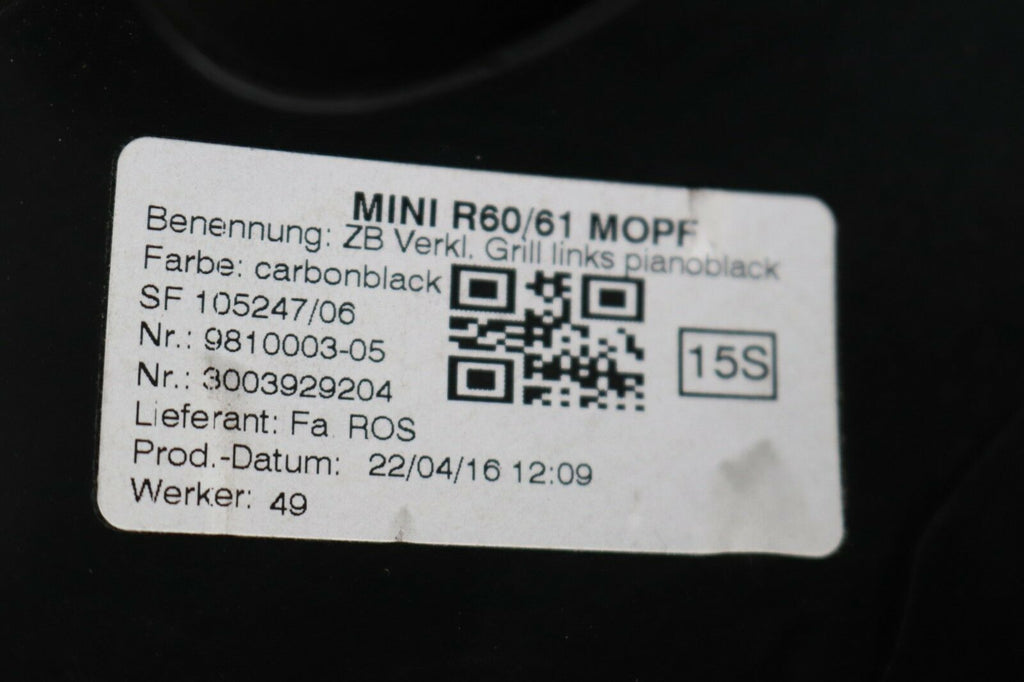 MINI R60/61 MOPF
Benennung: ZB Verkl. Grill links pianoblack
Farbe: carbonblack
SF 105247/06
Nr.: 9810003-05
Nr.: 3003929204
15S
Lieferant: Fa. ROS
Prod.-Datum: 22/04/16 12:09
Werker: 49